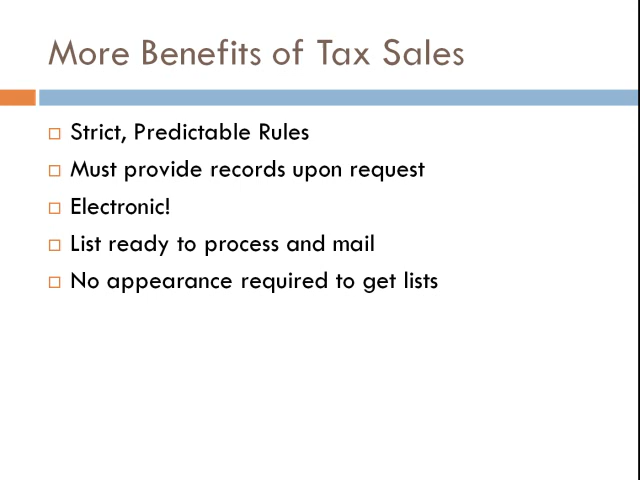 More Benefits of Tax Sales
Strict, Predictable Rules
Must provide records upon request
Electronic!
List ready to process and mail
No appearance required to get lists